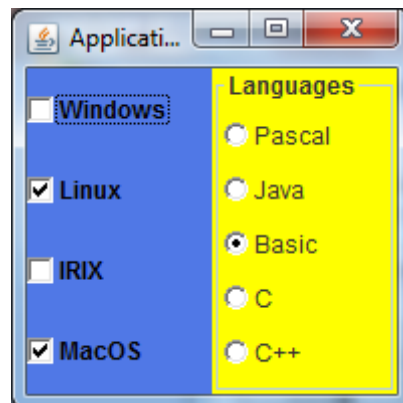 Applicati...
Windows
Linux
IRIX
MacOS
Languages
Pascal
Java
Basic
C
C++